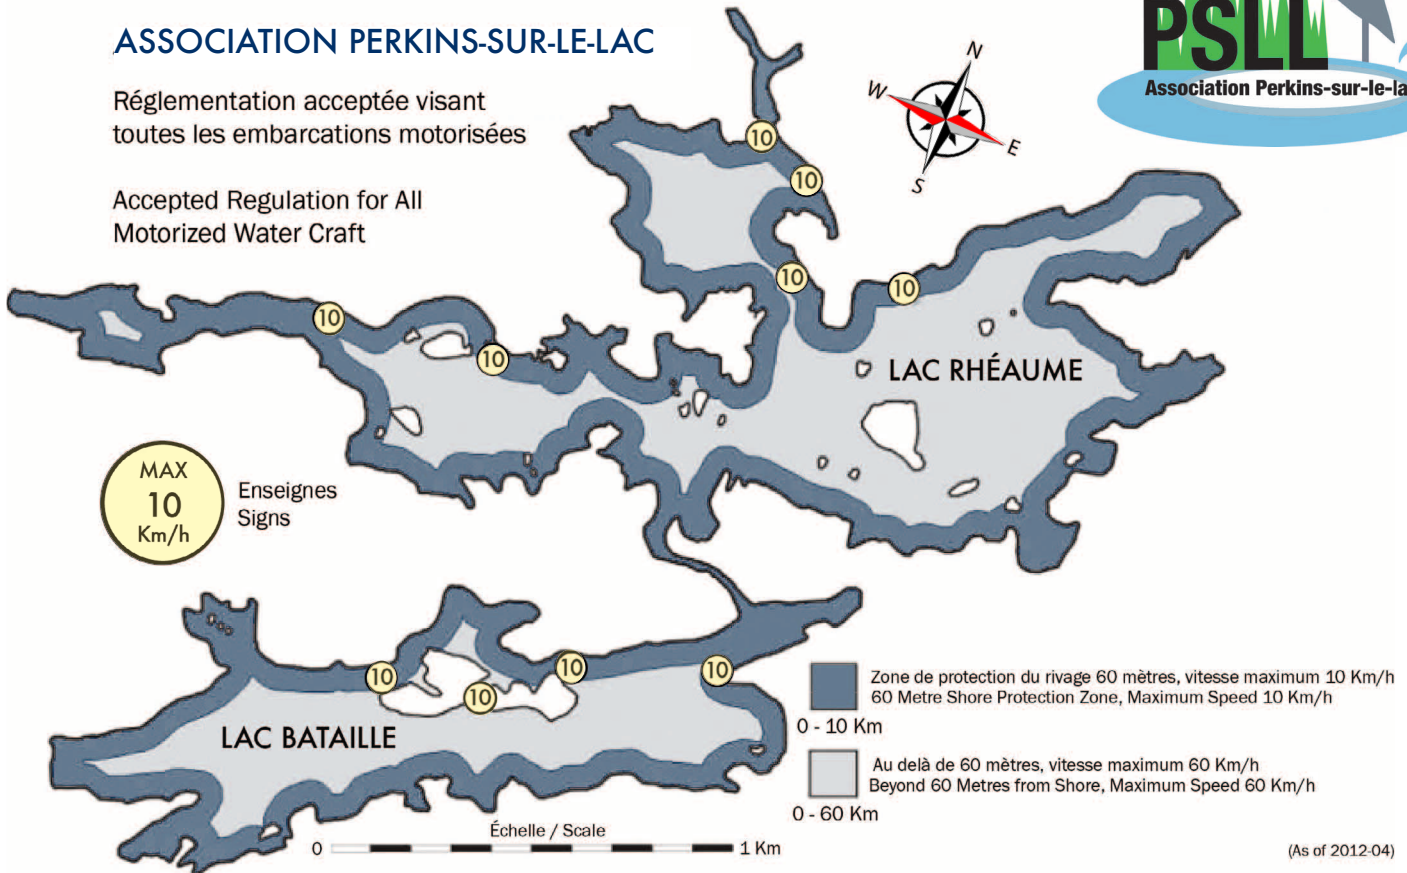 ASSOCIATION PERKINS-SUR-LE-LAC
Réglementation acceptée visant
toutes les embarcations motorisées
Accepted Regulation for All
Motorized Water Craft
N
W
E
S
PSLL
Association Perkins-sur-le-la
10
10
10
10
10
10
LAC RHÉAUME
MAX
10
Km/h
Enseignes
Signs
10
10
10
10
LAC BATAILLE
Zone de protection du rivage 60 mètres, vitesse maximum 10 Km/h
60 Metre Shore Protection Zone, Maximum Speed 10 Km/h
0 - 10 Km
Au delà de 60 mètres, vitesse maximum 60 Km/h
Beyond 60 Metres from Shore, Maximum Speed 60 Km/h
0 - 60 Km
Échelle / Scale
0
1 Km
(As of 2012-04)